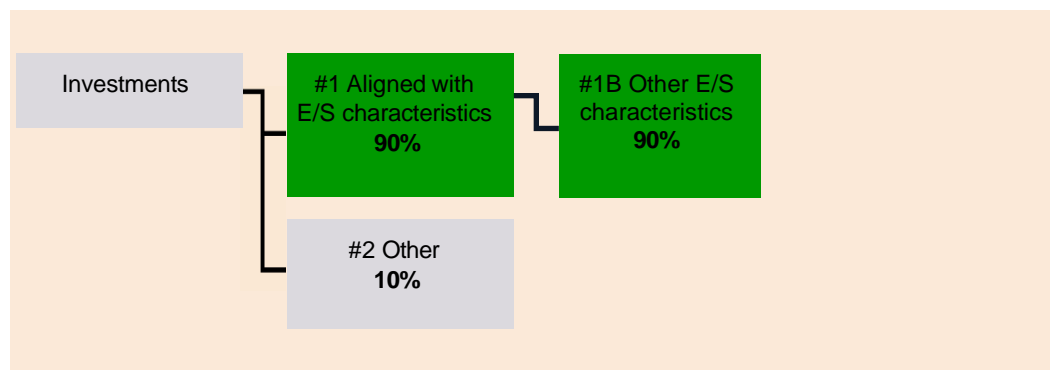 Investments
#1 Aligned with
E/S characteristics
90%
#1B Other E/S
characteristics
90%
#2 Other
10%